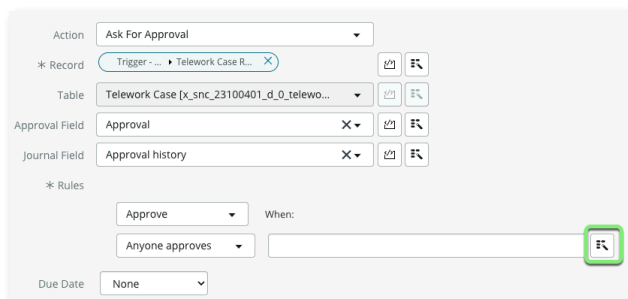 Action Ask For Approval
* Record Trigger - ... ▸ Telework Case R... X
Table Telework Case [x_snc_23100401_d_0_telewo...
Approval Field Approval
Journal Field Approval history
* Rules
Approve When:
Anyone approves
Due Date None